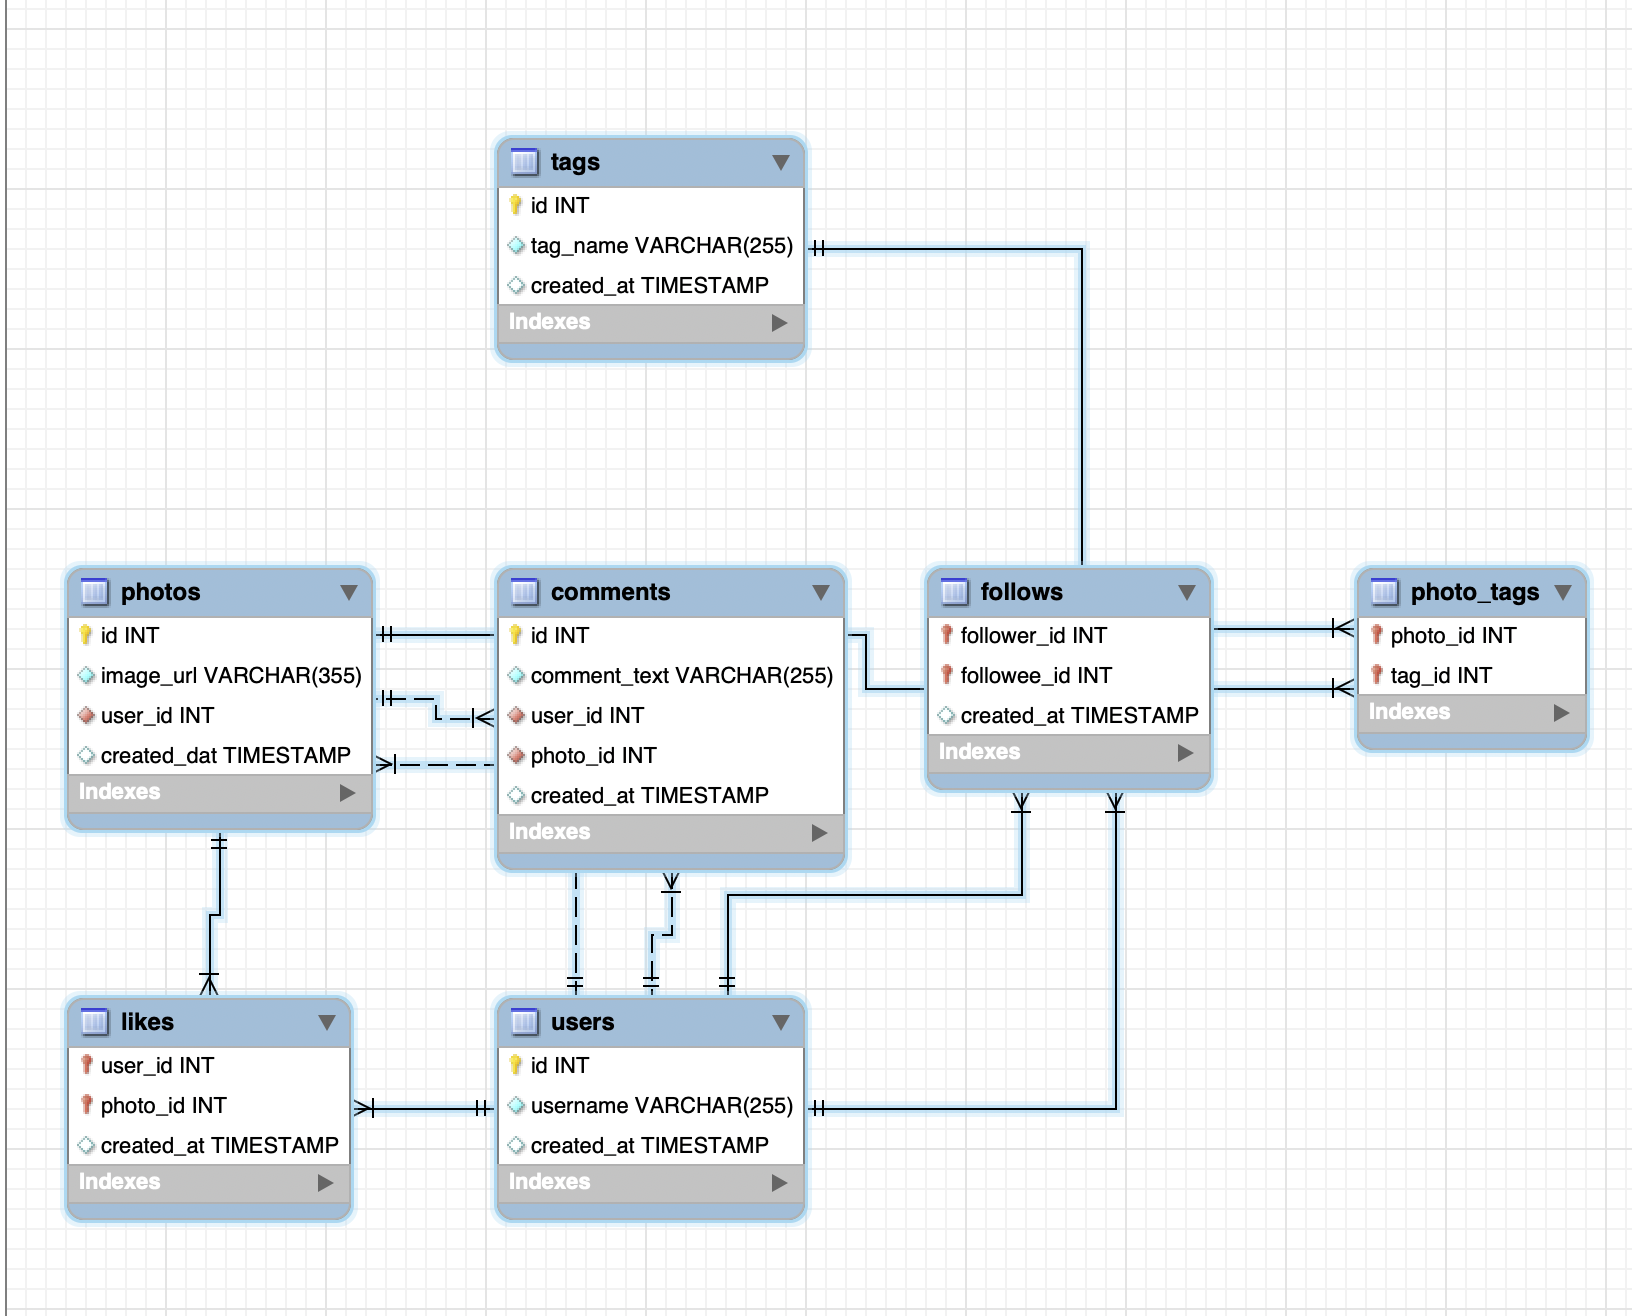 tags
id INT
tag_name VARCHAR(255)
created_at TIMESTAMP
Indexes
photos
id INT
image_url VARCHAR(355)
user_id INT
created_dat TIMESTAMP
Indexes
comments
id INT
comment_text VARCHAR(255)
user_id INT
photo_id INT
created_at TIMESTAMP
Indexes
follows
follower_id INT
followee_id INT
created_at TIMESTAMP
Indexes
photo_tags
photo_id INT
tag_id INT
Indexes
likes
user_id INT
photo_id INT
created_at TIMESTAMP
Indexes
users
id INT
username VARCHAR(255)
created_at TIMESTAMP
Indexes